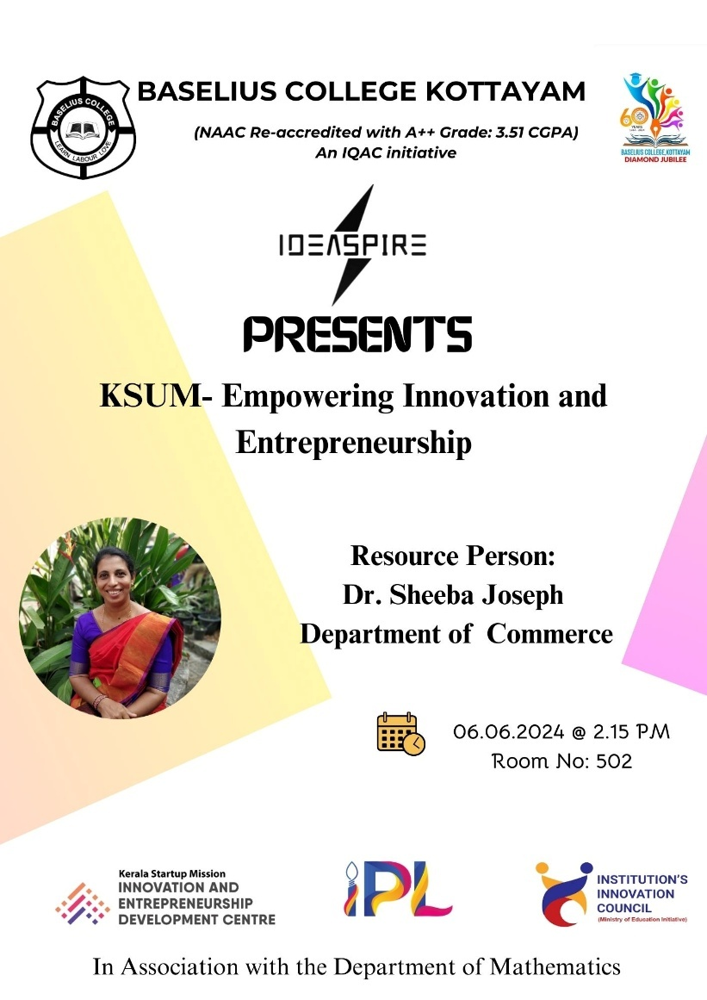 BASELIUS COLLEGE KOTTAYAM
(NAAC Re-accredited with A++ Grade: 3.51 CGPA)
An IQAC initiative
BASELIUS COLLEGE
LEARN LABOUR LOVE
60
YEARS
BASELIUS COLLEGE, KOTTAYAM
DIAMOND JUBILEE
IDEASPIRE
PRESENTS
KSUM- Empowering Innovation and
Entrepreneurship
Resource Person:
Dr. Sheeba Joseph
Department of Commerce
06.06.2024 @ 2.15 PM
Room No: 502
Kerala Startup Mission
INNOVATION AND
ENTREPRENEURSHIP
DEVELOPMENT CENTRE
iPL
INSTITUTION'S
INNOVATION
COUNCIL
(Ministry of Education Initiative)
In Association with the Department of Mathematics